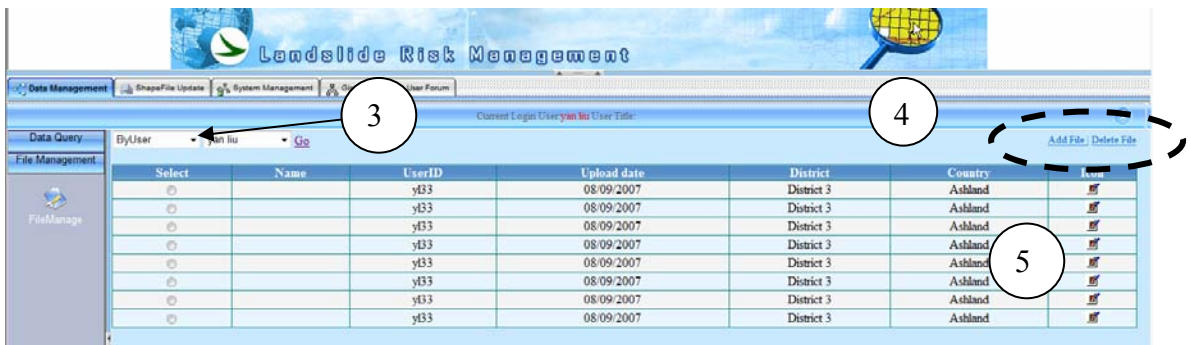 Landslide Risk Management
Data Management ShapeFile Update System Management User Forum
3
4
Current Login User:yan liu User Title:
Data Query
File Management
FileManage
ByUser yan liu Go
Add File | Delete File
Select Name UserID Upload date District Country Icon
yl33 08/09/2007 District 3 Ashland
yl33 08/09/2007 District 3 Ashland
yl33 08/09/2007 District 3 Ashland
yl33 08/09/2007 District 3 Ashland
yl33 08/09/2007 District 3 Ashland
yl33 08/09/2007 District 3 Ashland
yl33 08/09/2007 District 3 Ashland
yl33 08/09/2007 District 3 Ashland
5